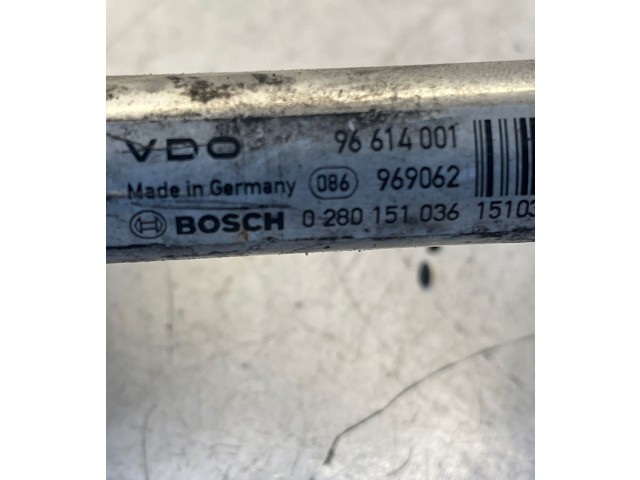 VDO 96 614 001
Made in Germany 086 969062
BOSCH 0 280 151 036 15103